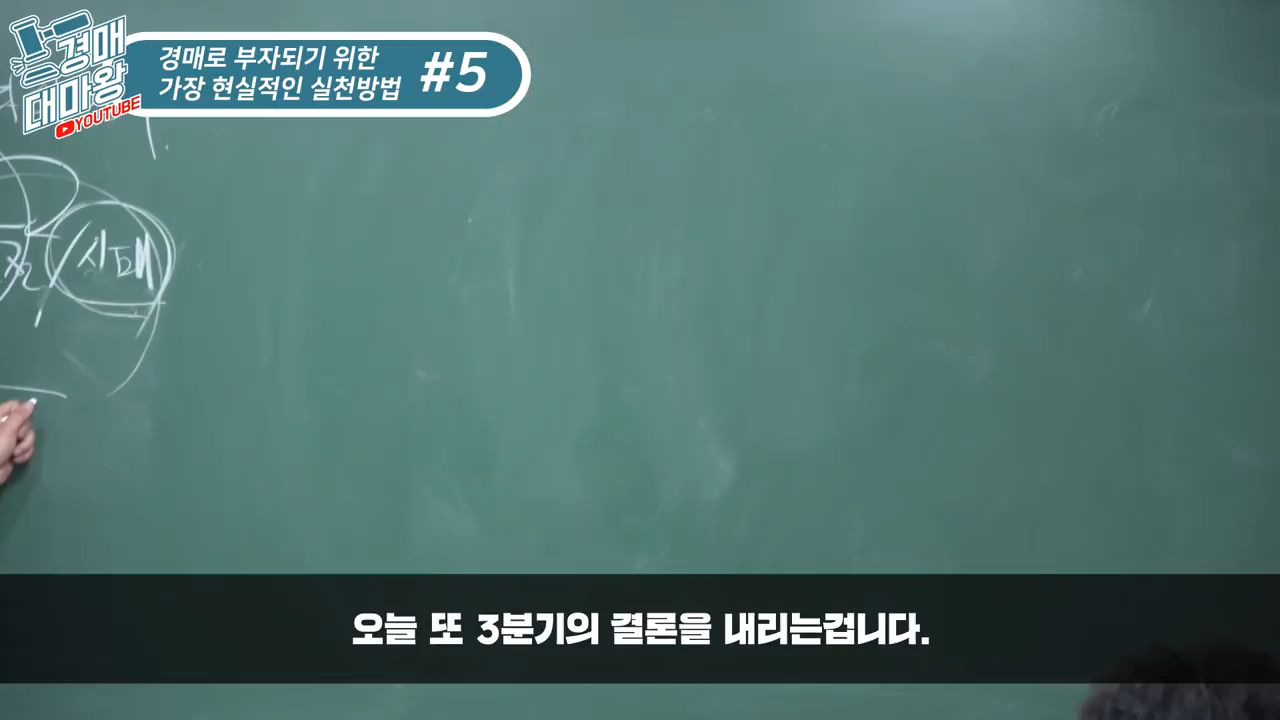 경매
대마왕
YOUTUBE
경매로 부자되기 위한
가장 현실적인 실천방법
#5
오늘 또 3분기의 결론을 내리는겁니다.